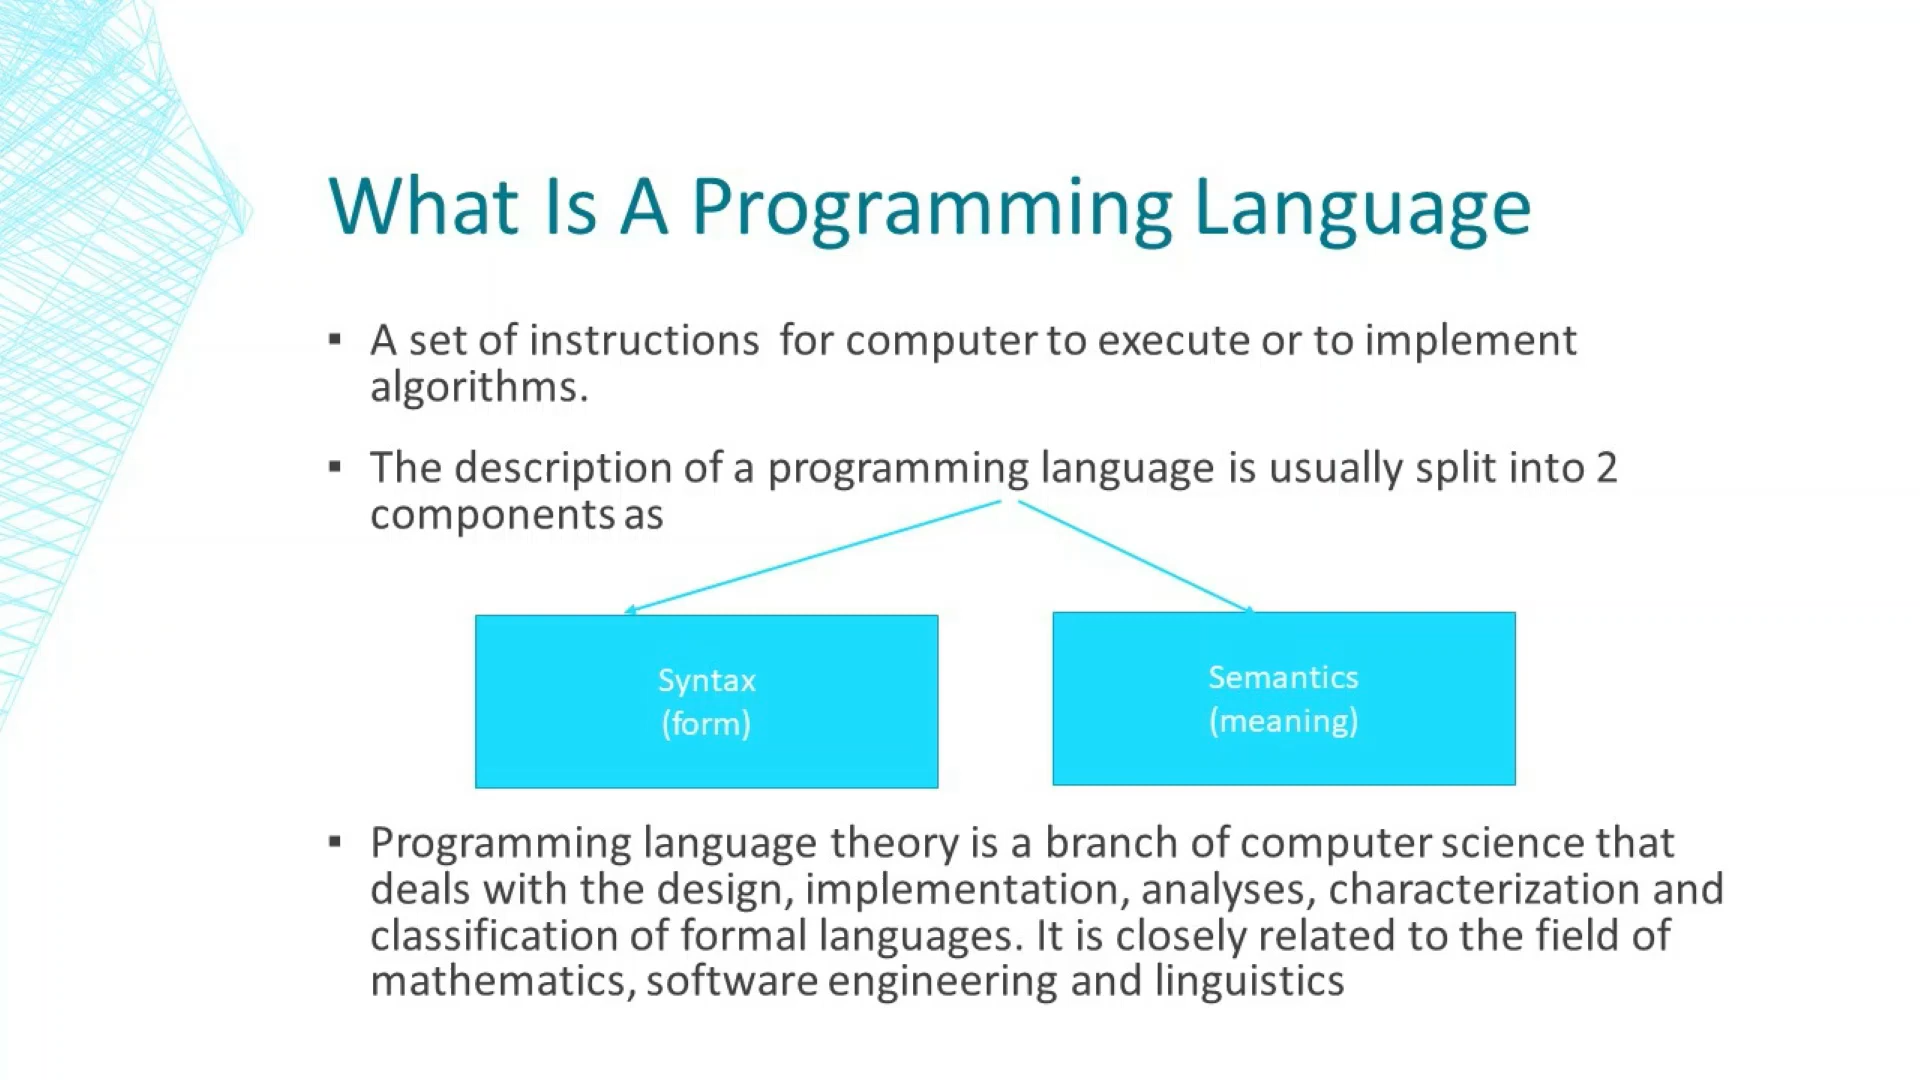 What Is A Programming Language
▪ A set of instructions for computer to execute or to implement
algorithms.
▪ The description of a programming language is usually split into 2
components as
Syntax
(form)
Semantics
(meaning)
▪ Programming language theory is a branch of computer science that
deals with the design, implementation, analyses, characterization and
classification of formal languages. It is closely related to the field of
mathematics, software engineering and linguistics